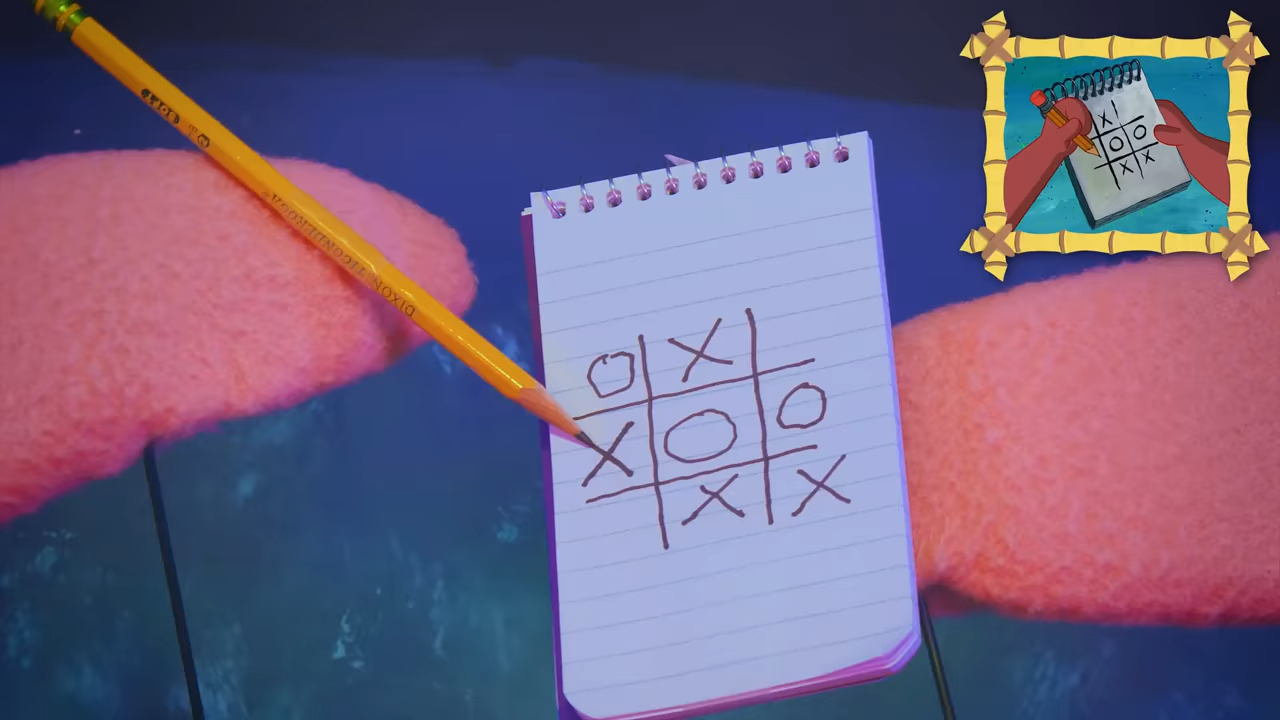 DIXON TICONDEROGA®
O X
X O O
X X
X
O
X X